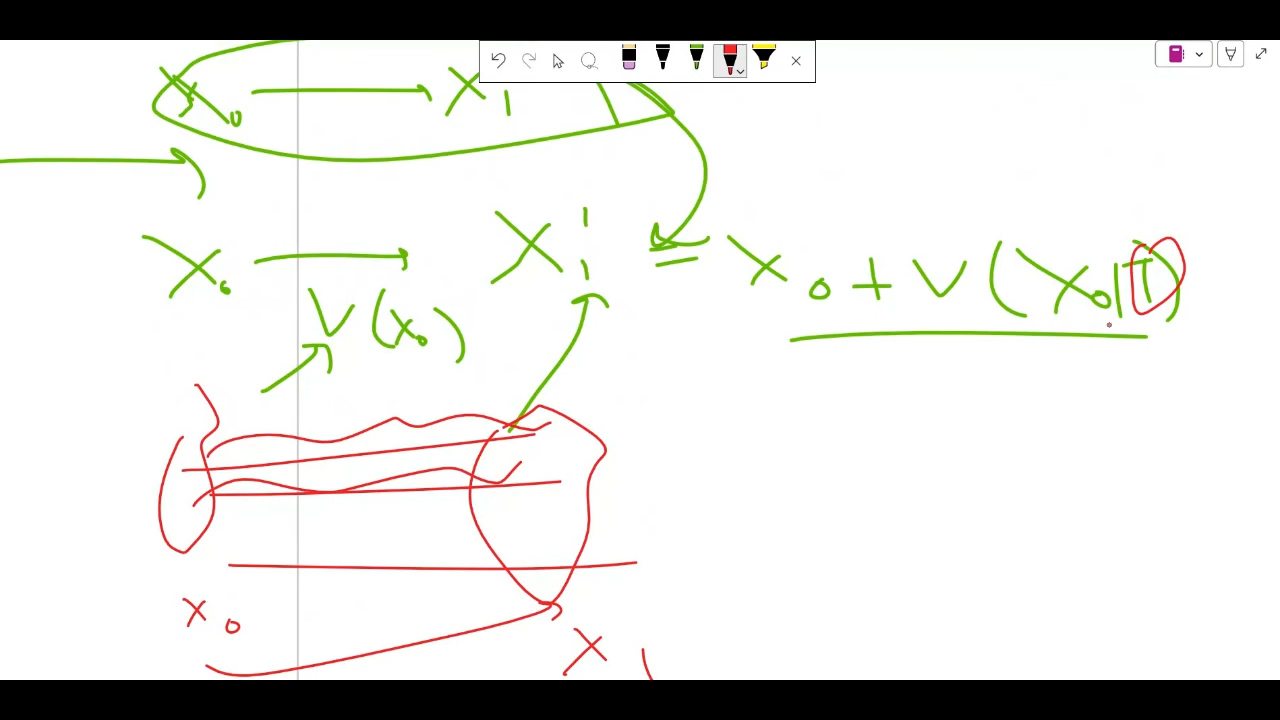 X₀ → X₁
X₀ → X₁' ⇐ X₀ + V(X₀|T)
V(X₀)
X₀
X₁